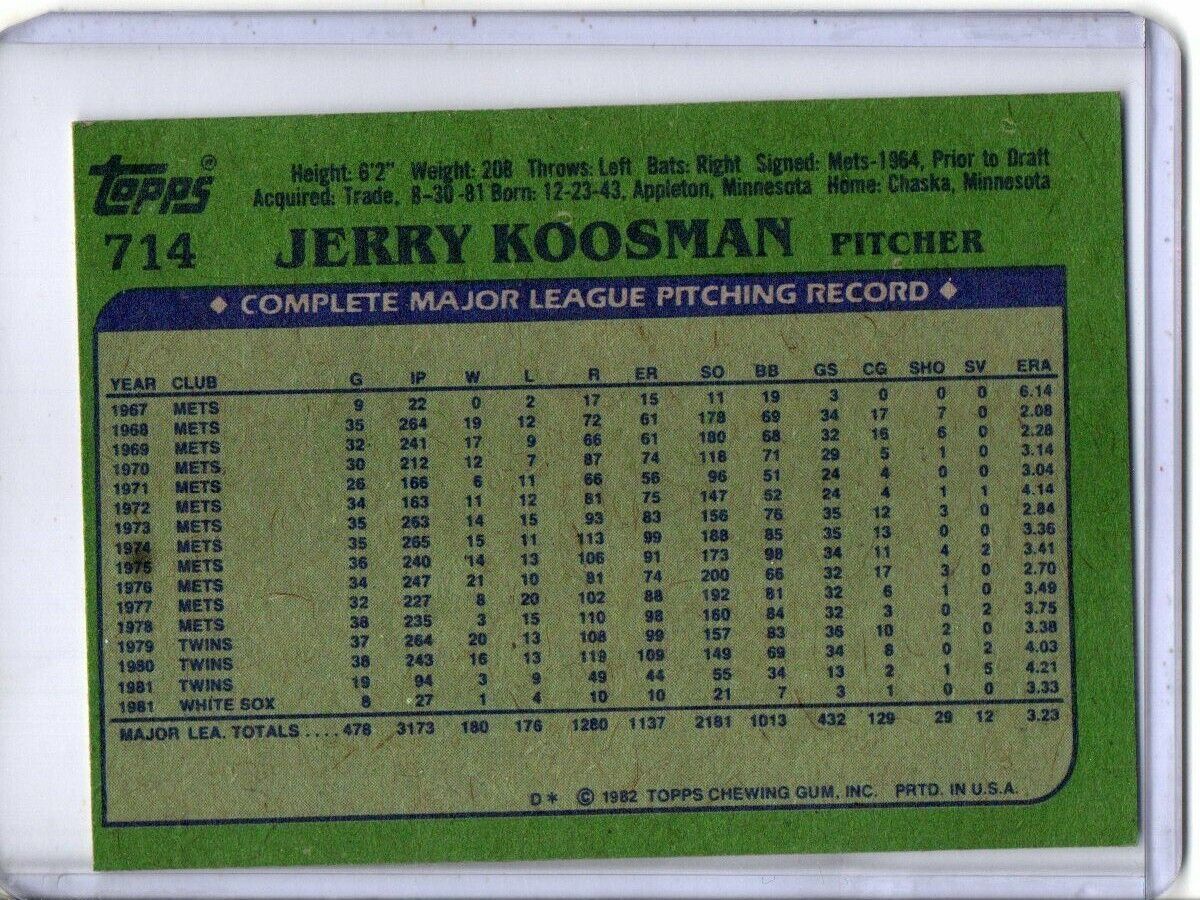 Topps®
Height: 6'2" Weight: 208 Throws: Left Bats: Right Signed: Mets-1964, Prior to Draft
Acquired: Trade, 8-30-81 Born: 12-23-43, Appleton, Minnesota Home: Chaska, Minnesota
714 JERRY KOOSMAN PITCHER
◆ COMPLETE MAJOR LEAGUE PITCHING RECORD ◆
YEAR CLUB G IP W L R ER SO BB GS CG SHO SV ERA
1967 METS 9 22 0 2 17 15 11 19 3 0 0 0 6.14
1968 METS 35 264 19 12 72 61 178 69 34 17 7 0 2.08
1969 METS 32 241 17 9 66 61 180 68 32 16 6 0 2.28
1970 METS 30 212 12 7 87 74 118 71 29 5 1 0 3.14
1971 METS 26 166 6 11 66 56 96 51 24 4 0 0 3.04
1972 METS 34 163 11 12 81 75 147 52 24 4 1 1 4.14
1973 METS 35 263 14 15 93 83 156 76 35 12 3 0 2.84
1974 METS 35 265 15 11 113 99 188 85 35 13 0 0 3.36
1975 METS 36 240 14 13 106 91 173 98 34 11 4 2 3.41
1976 METS 34 247 21 10 81 74 200 66 32 17 3 0 2.70
1977 METS 32 227 8 20 102 88 192 81 32 6 1 0 3.49
1978 METS 38 235 3 15 110 98 160 84 32 3 0 2 3.75
1979 TWINS 37 264 20 13 108 99 157 83 36 10 2 0 3.38
1980 TWINS 38 243 16 13 119 109 149 69 34 8 0 2 4.03
1981 TWINS 19 94 3 9 49 44 55 34 13 2 1 5 4.21
1981 WHITE SOX 8 27 1 4 10 10 21 7 3 1 0 0 3.33
MAJOR LEA. TOTALS .... 478 3173 180 176 1280 1137 2181 1013 432 129 29 12 3.23
D* © 1982 TOPPS CHEWING GUM, INC. PRTD. IN U.S.A.